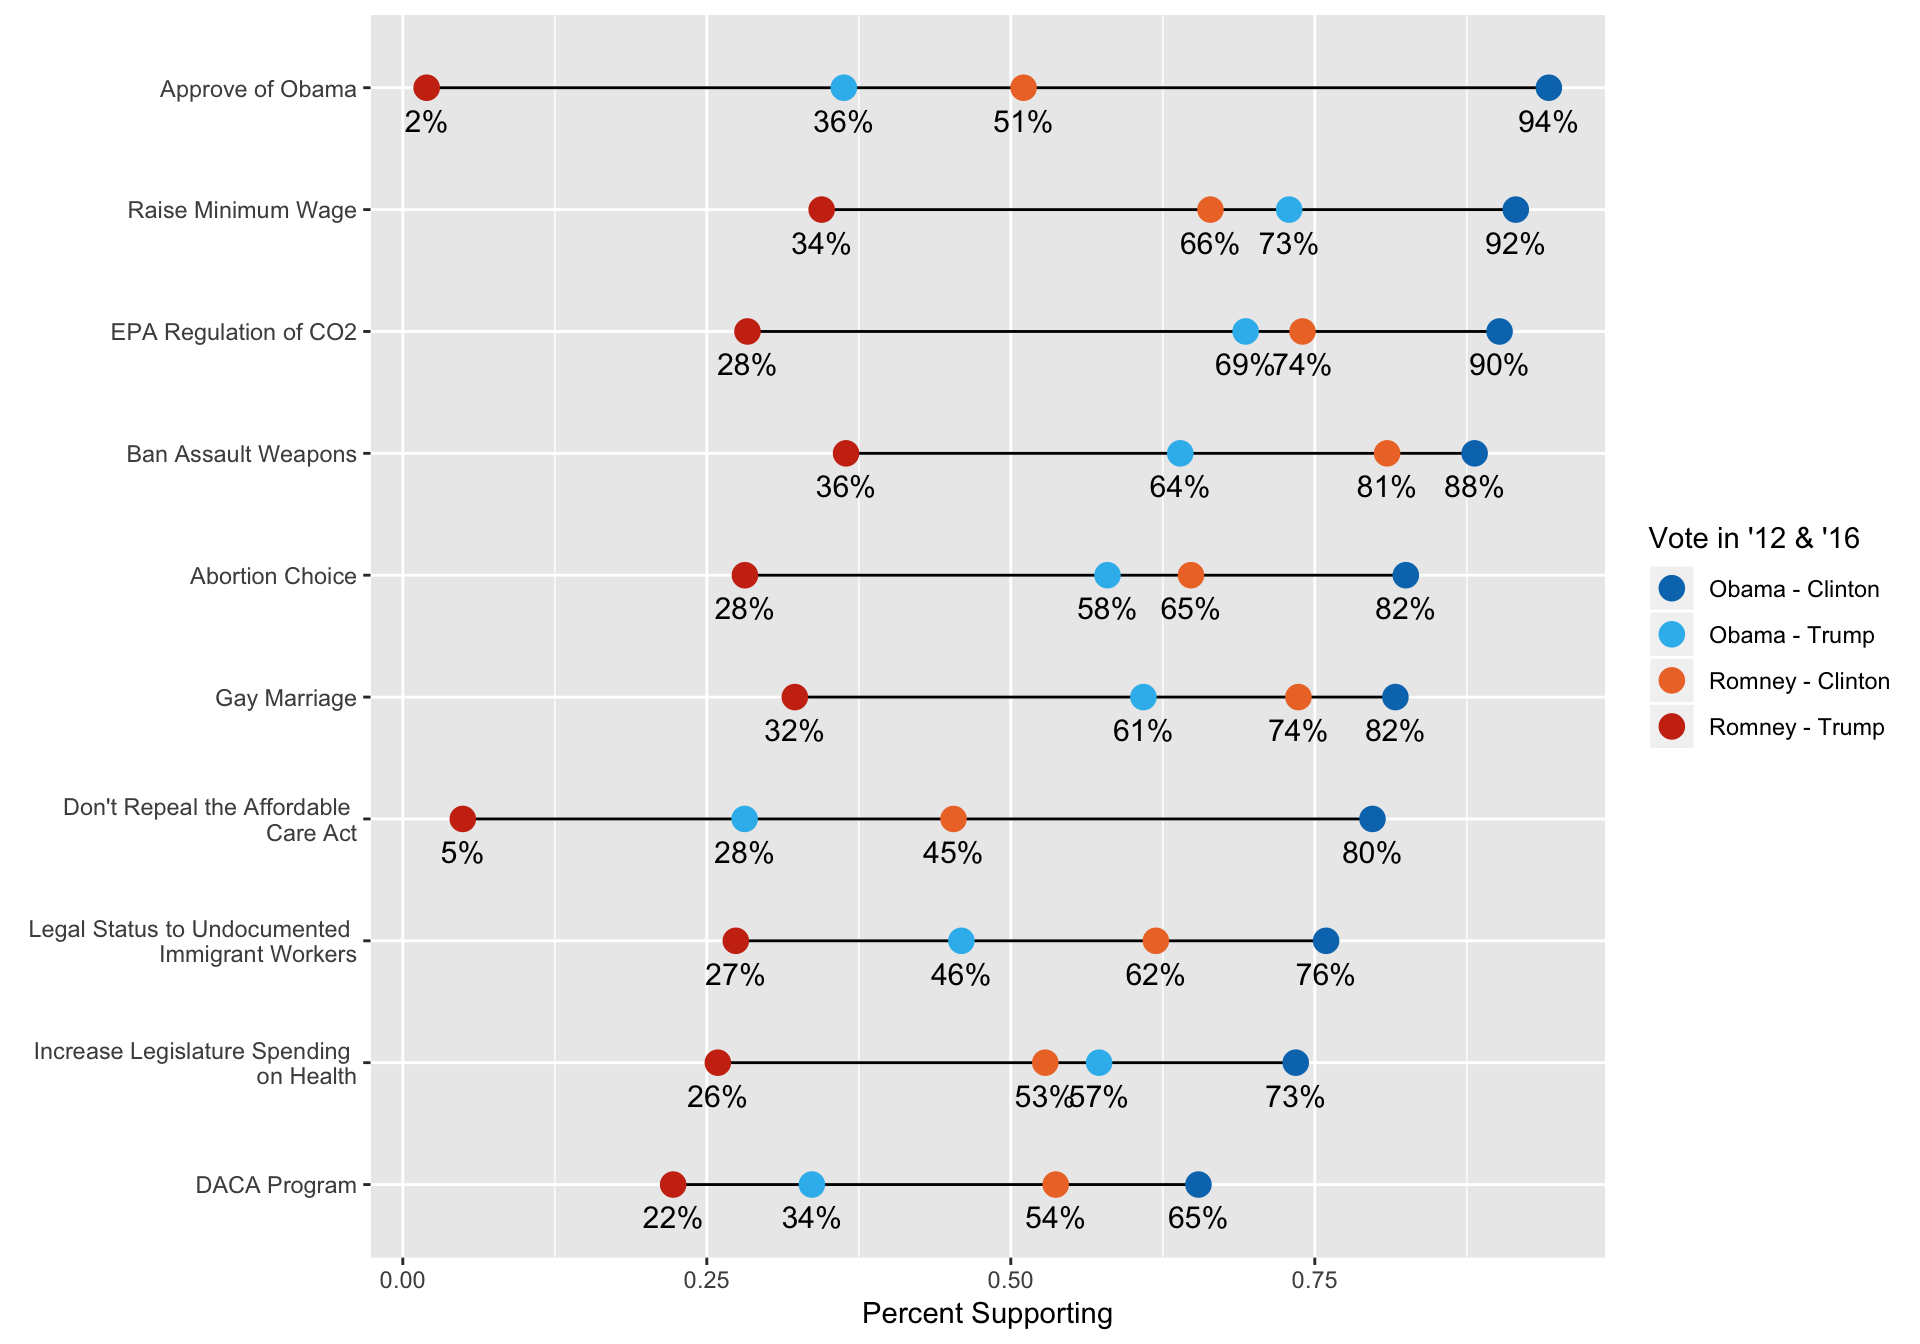 Approve of Obama
2% 36% 51% 94%
Raise Minimum Wage
34% 66% 73% 92%
EPA Regulation of CO2
28% 69% 74% 90%
Ban Assault Weapons
36% 64% 81% 88%
Abortion Choice
28% 58% 65% 82%
Gay Marriage
32% 61% 74% 82%
Don't Repeal the Affordable
Care Act
5% 28% 45% 80%
Legal Status to Undocumented
Immigrant Workers
27% 46% 62% 76%
Increase Legislature Spending
on Health
26% 53% 57% 73%
DACA Program
22% 34% 54% 65%
0.00 0.25 0.50 0.75
Percent Supporting
Vote in '12 & '16
Obama - Clinton
Obama - Trump
Romney - Clinton
Romney - Trump